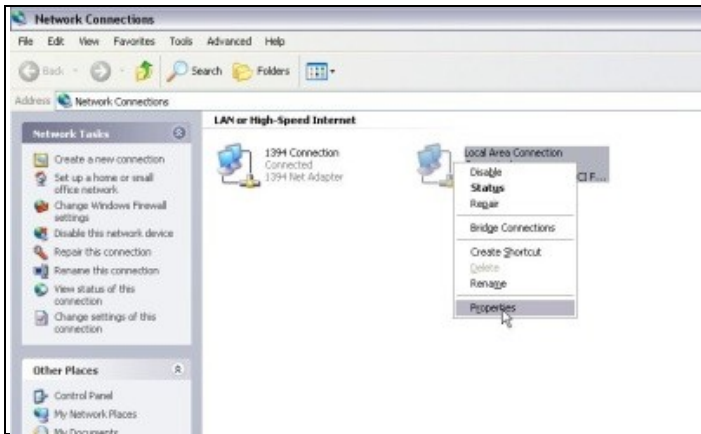 Network Connections
File Edit View Favorites Tools Advanced Help
Back Search Folders
Address Network Connections
Network Tasks
Create a new connection
Set up a home or small
office network
Change Windows Firewall
settings
Disable this network device
Repair this connection
Rename this connection
View status of this
connection
Change settings of this
connection
Other Places
Control Panel
My Network Places
My Documents
LAN or High-Speed Internet
1394 Connection
Connected
1394 Net Adapter
Local Area Connection
CI F...
Disable
Status
Repair
Bridge Connections
Create Shortcut
Delete
Rename
Properties